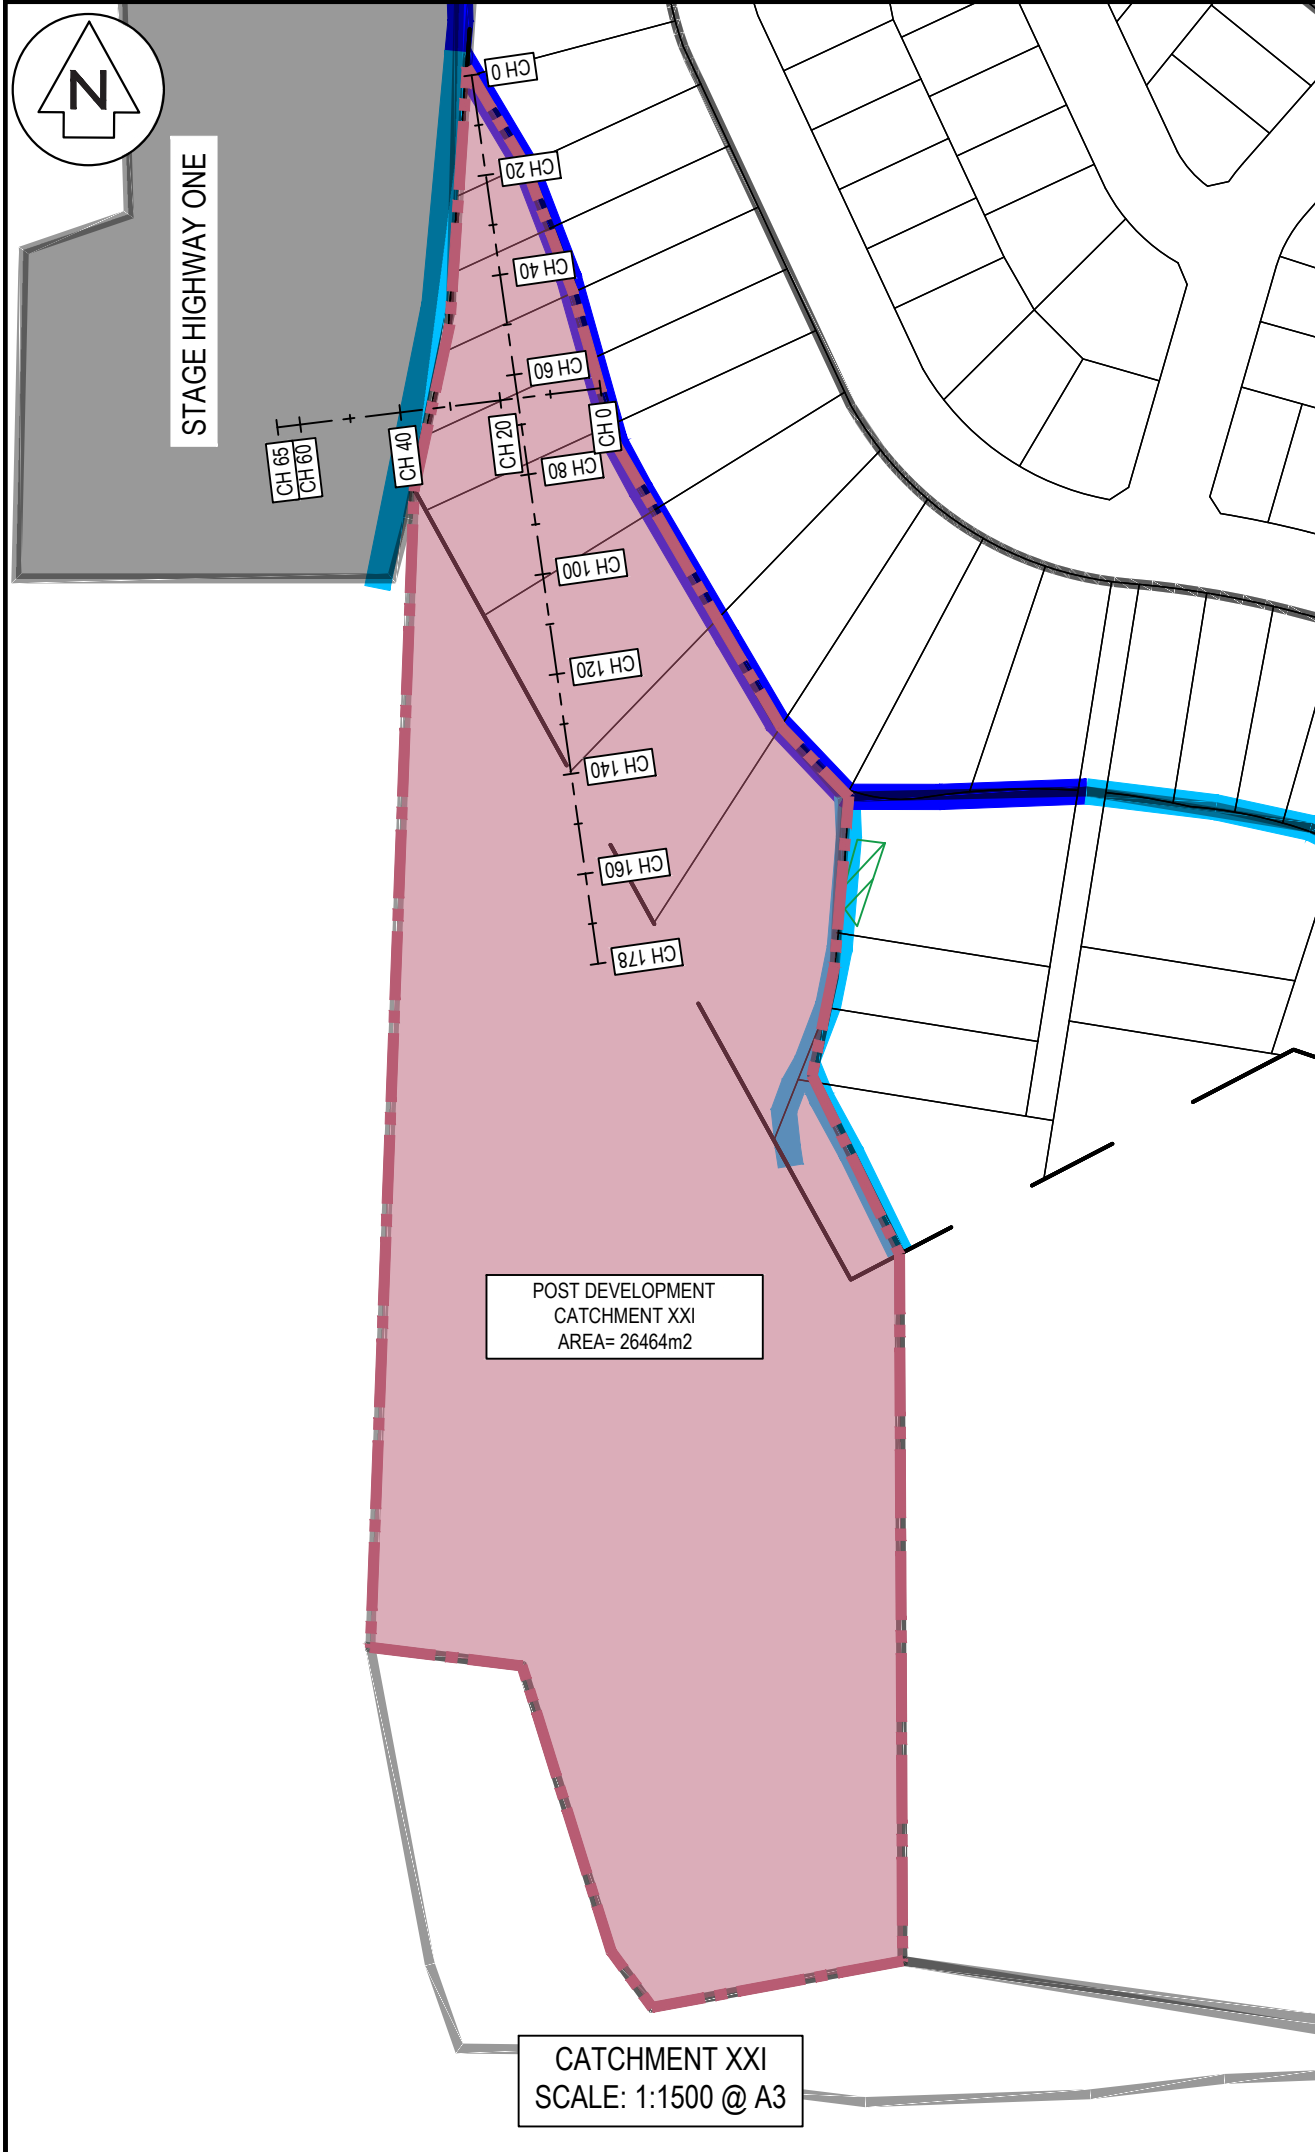 N
STAGE HIGHWAY ONE
CH 0
CH 20
CH 40
CH 60
CH 80
CH 100
CH 120
CH 140
CH 160
CH 178
CH 65
CH 60
CH 40
CH 20
CH 0
POST DEVELOPMENT
CATCHMENT XXI
AREA= 26464m2
CATCHMENT XXI
SCALE: 1:1500 @ A3